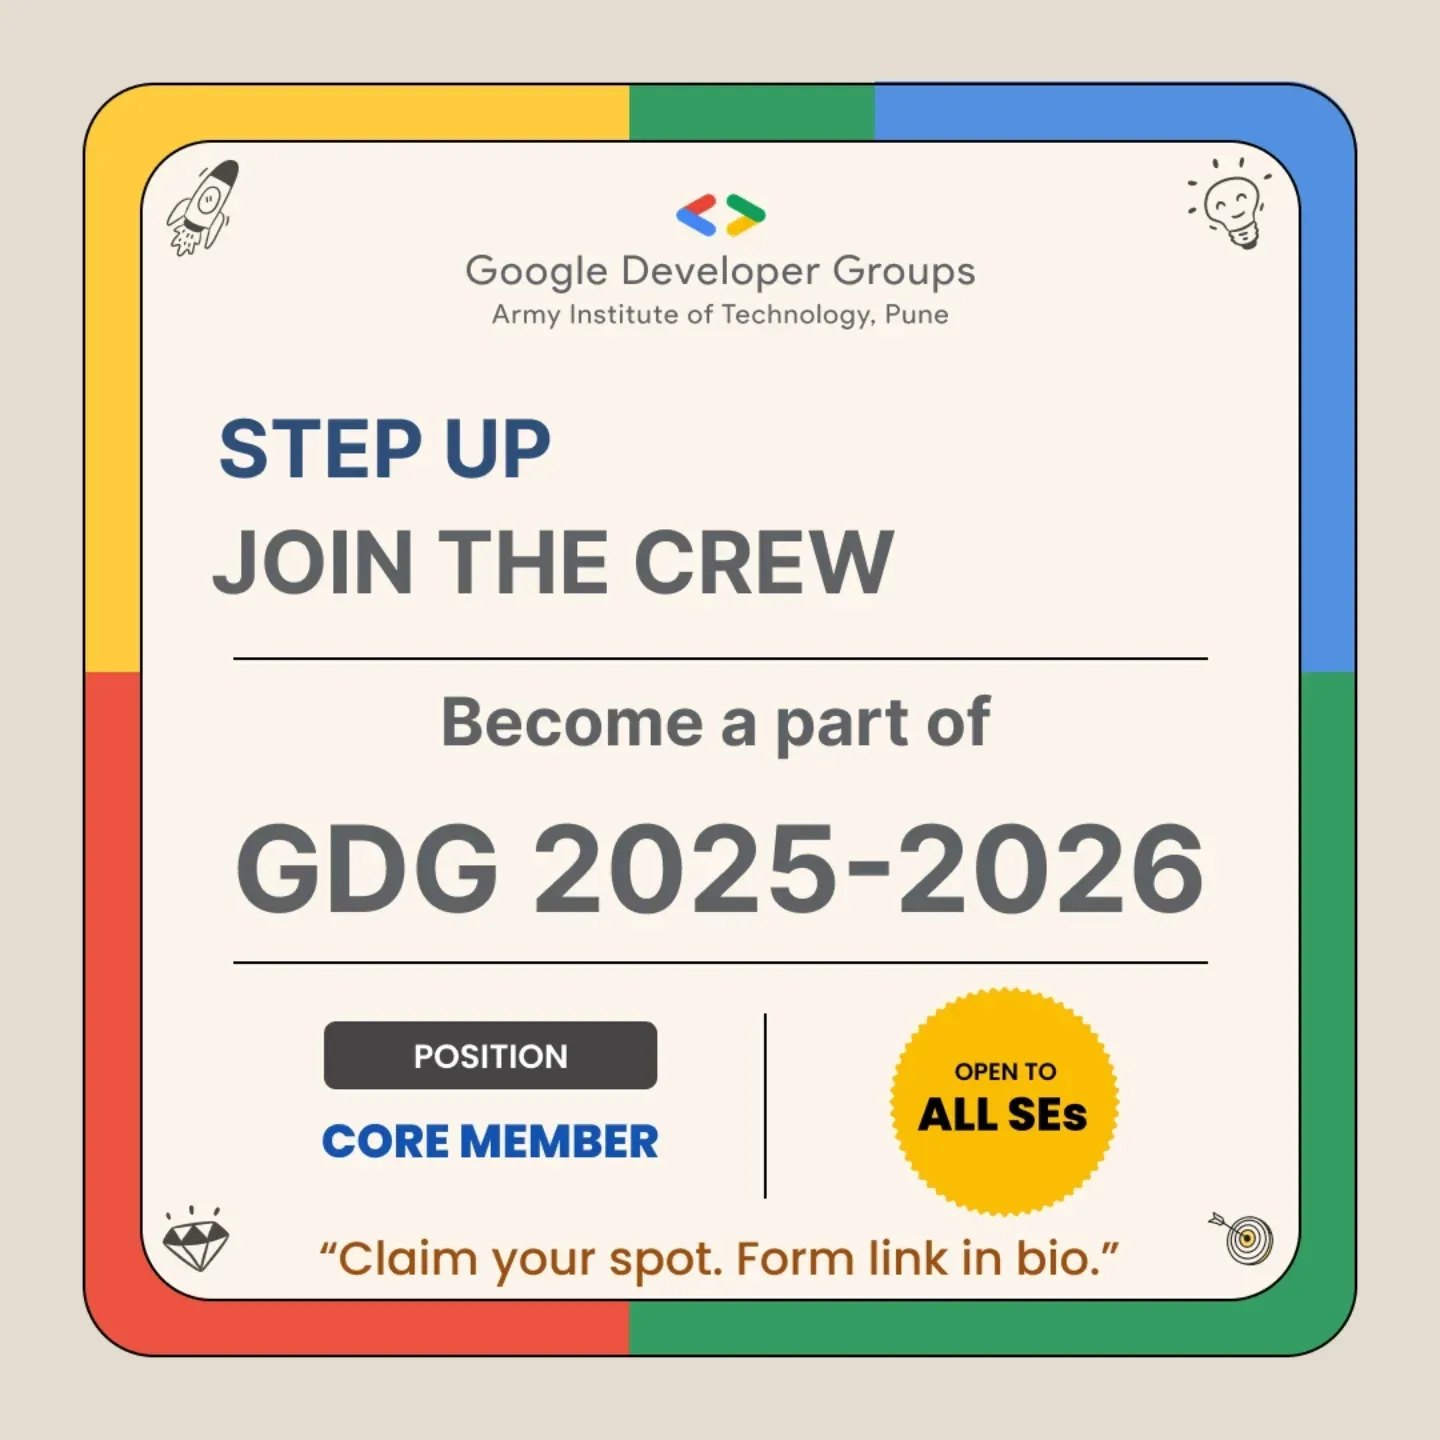 Google Developer Groups
Army Institute of Technology, Pune
STEP UP
JOIN THE CREW
Become a part of
GDG 2025-2026
POSITION
CORE MEMBER
OPEN TO
ALL SEs
“Claim your spot. Form link in bio.”